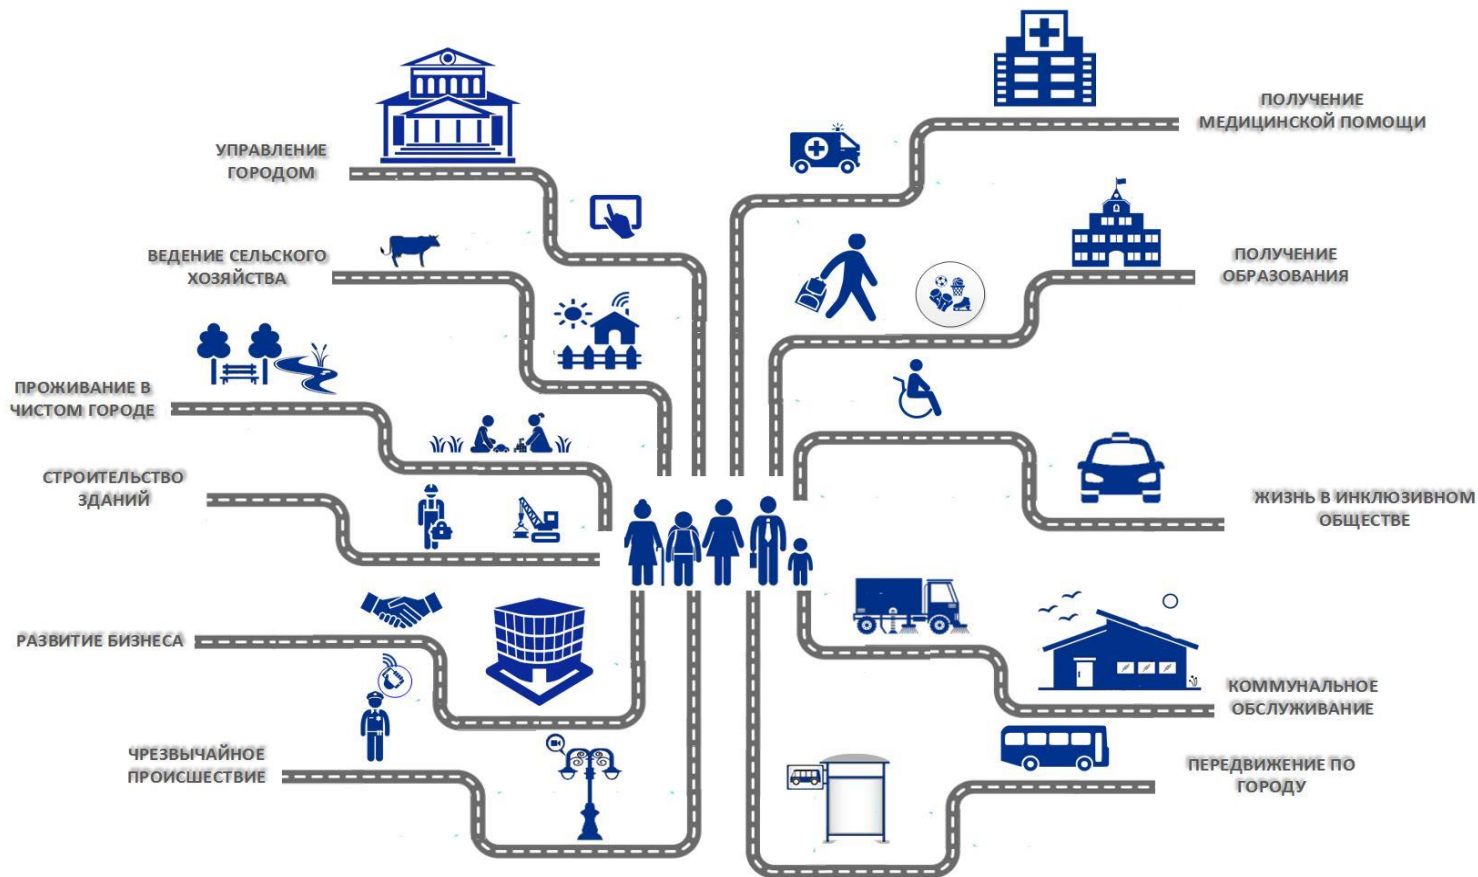 УПРАВЛЕНИЕ
ГОРОДОМ
ВЕДЕНИЕ СЕЛЬСКОГО
ХОЗЯЙСТВА
ПРОЖИВАНИЕ В
ЧИСТОМ ГОРОДЕ
СТРОИТЕЛЬСТВО
ЗДАНИЙ
РАЗВИТИЕ БИЗНЕСА
ЧРЕЗВЫЧАЙНОЕ
ПРОИСШЕСТВИЕ
ПОЛУЧЕНИЕ
МЕДИЦИНСКОЙ ПОМОЩИ
ПОЛУЧЕНИЕ
ОБРАЗОВАНИЯ
ЖИЗНЬ В ИНКЛЮЗИВНОМ
ОБЩЕСТВЕ
КОММУНАЛЬНОЕ
ОБСЛУЖИВАНИЕ
ПЕРЕДВИЖЕНИЕ ПО
ГОРОДУ